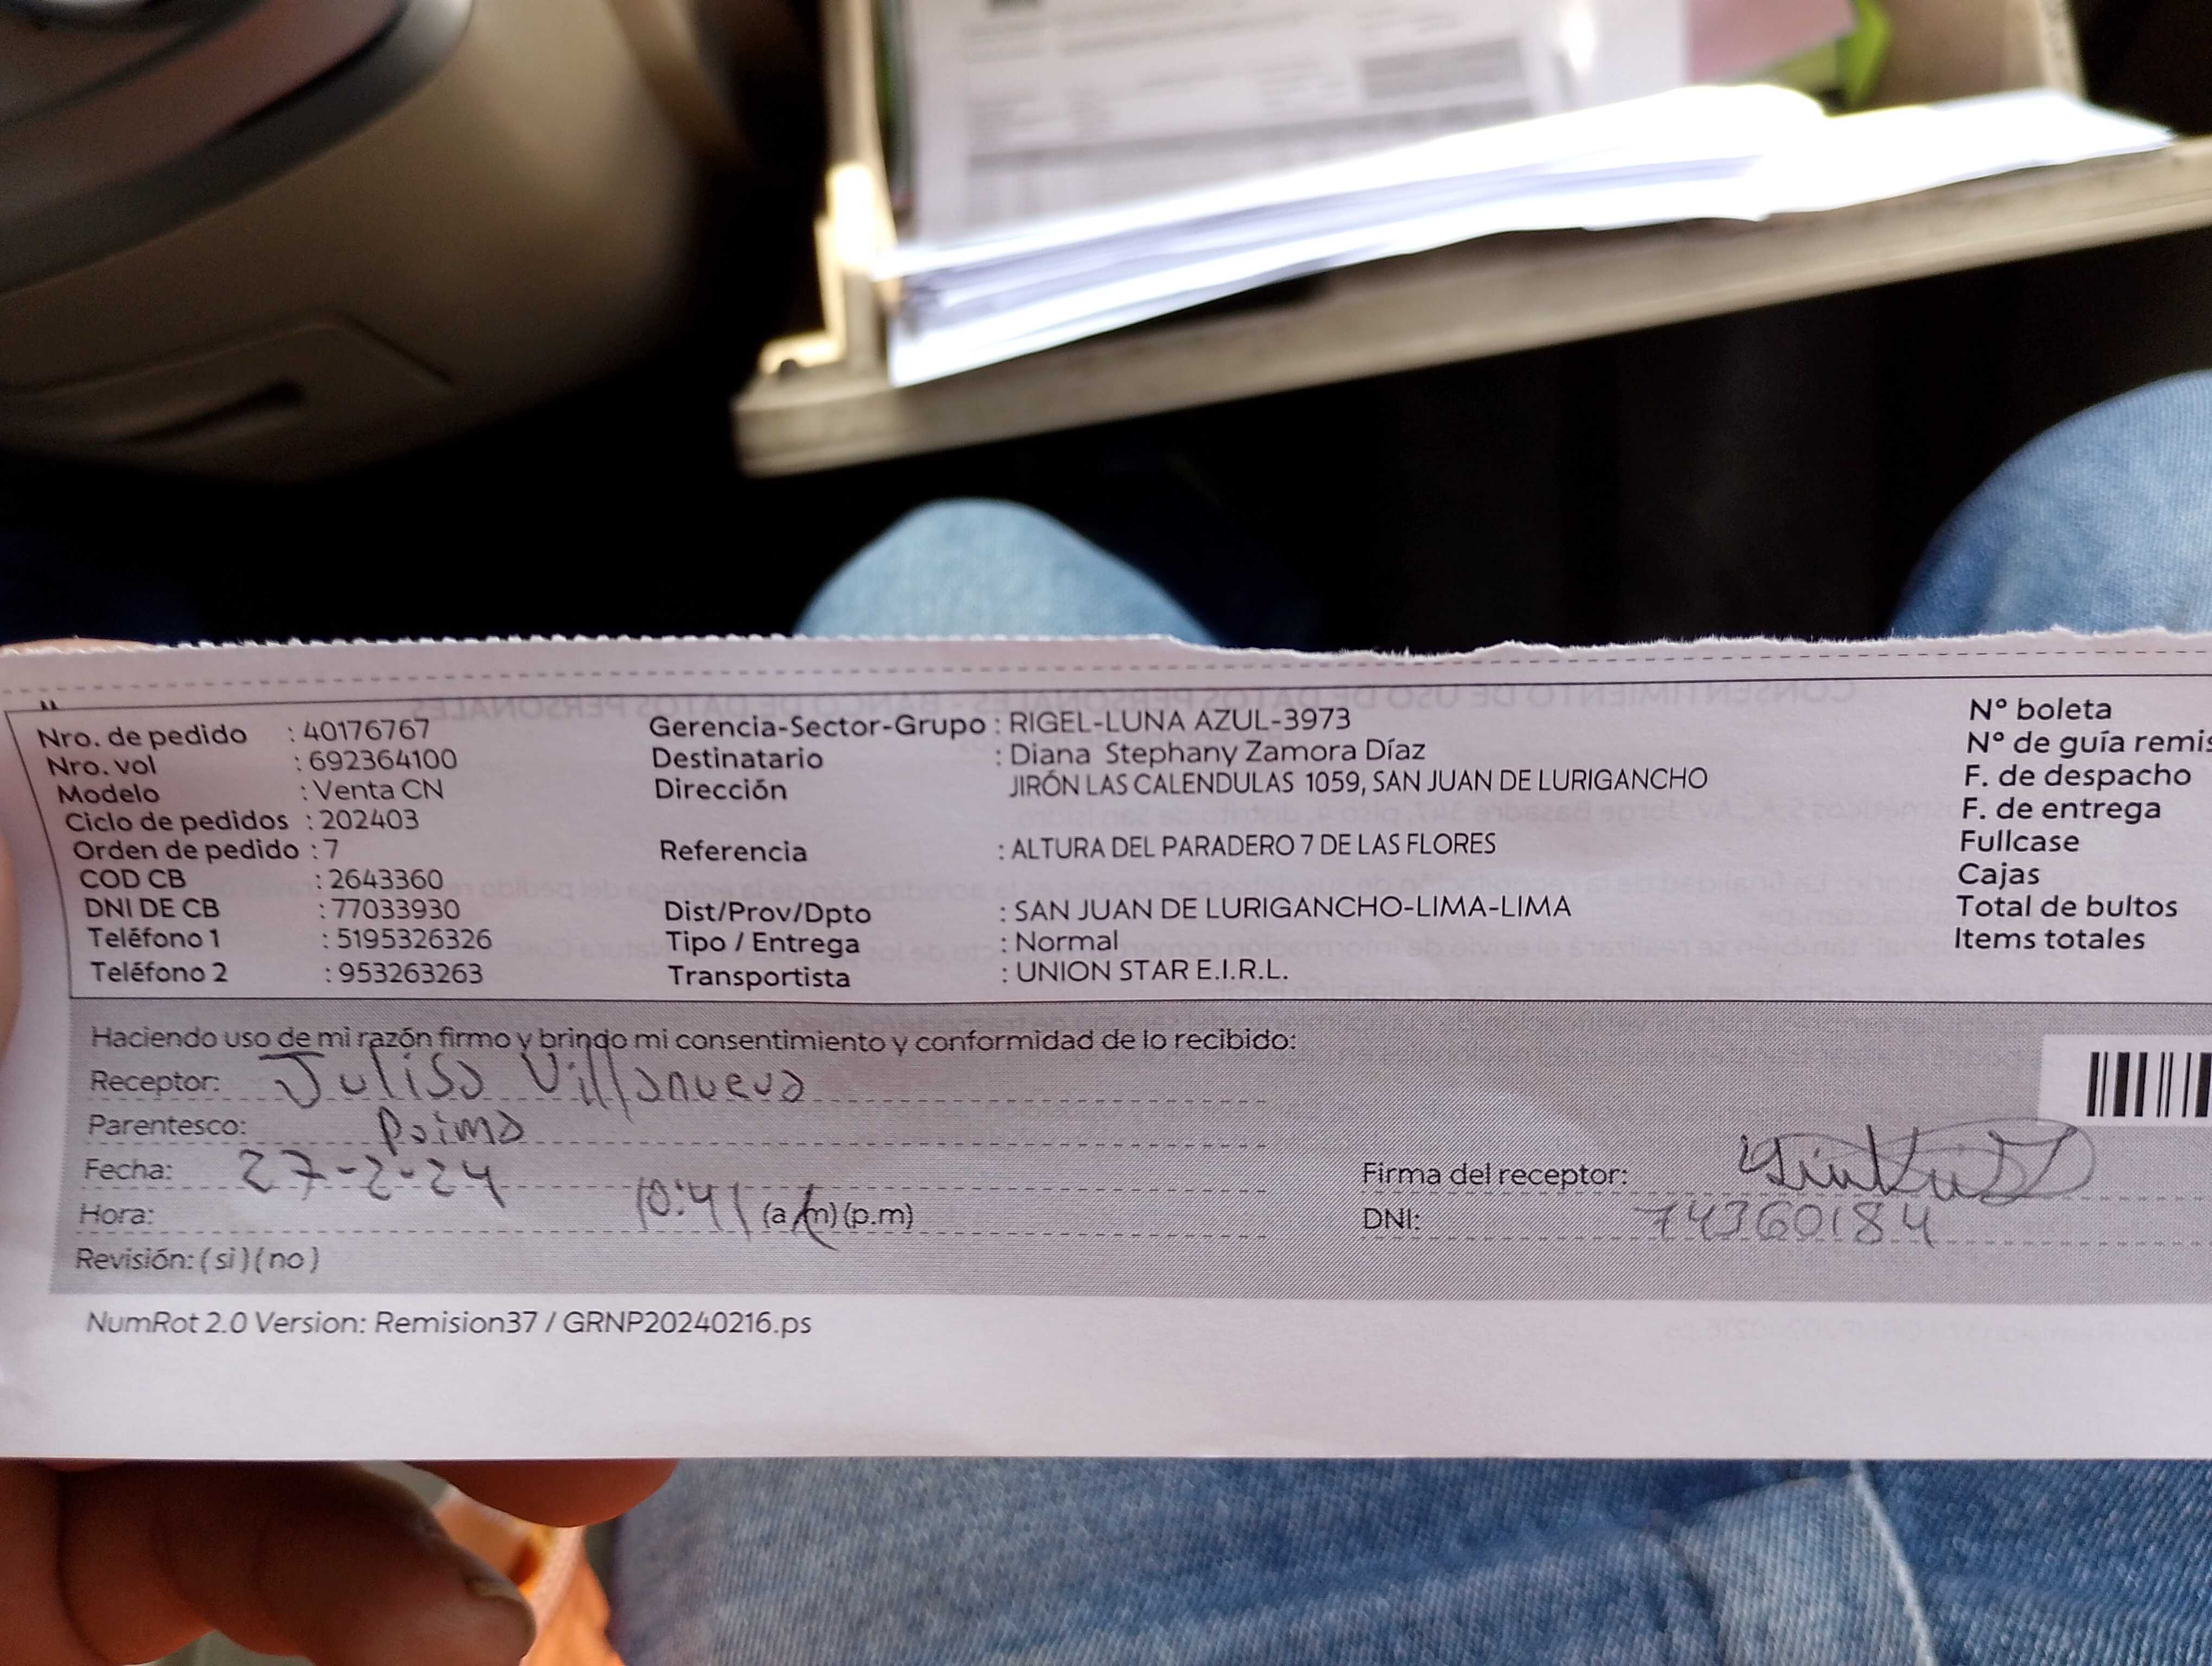 Nro. de pedido : 40176767
Nro. vol : 692364100
Modelo : Venta CN
Ciclo de pedidos : 202403
Orden de pedido : 7
COD CB : 2643360
DNI DE CB : 77033930
Teléfono 1 : 5195326326
Teléfono 2 : 953263263
Gerencia-Sector-Grupo : RIGEL-LUNA AZUL-3973
Destinatario : Diana Stephany Zamora Díaz
Dirección JIRÓN LAS CALENDULAS 1059, SAN JUAN DE LURIGANCHO
Referencia : ALTURA DEL PARADERO 7 DE LAS FLORES
Dist/Prov/Dpto : SAN JUAN DE LURIGANCHO-LIMA-LIMA
Tipo / Entrega : Normal
Transportista : UNION STAR E.I.R.L.
N° boleta
N° de guía remis
F. de despacho
F. de entrega
Fullcase
Cajas
Total de bultos
Items totales
Haciendo uso de mi razón firmo y brindo mi consentimiento y conformidad de lo recibido:
Receptor: Julisa Villanueva
Parentesco: Prima
Fecha: 27-2-24
Hora: 10:41 (a.m) (p.m)
Revisión: (si) (no)
Firma del receptor:
DNI: 74360184
NumRot 2.0 Version: Remision37 / GRNP20240216.ps